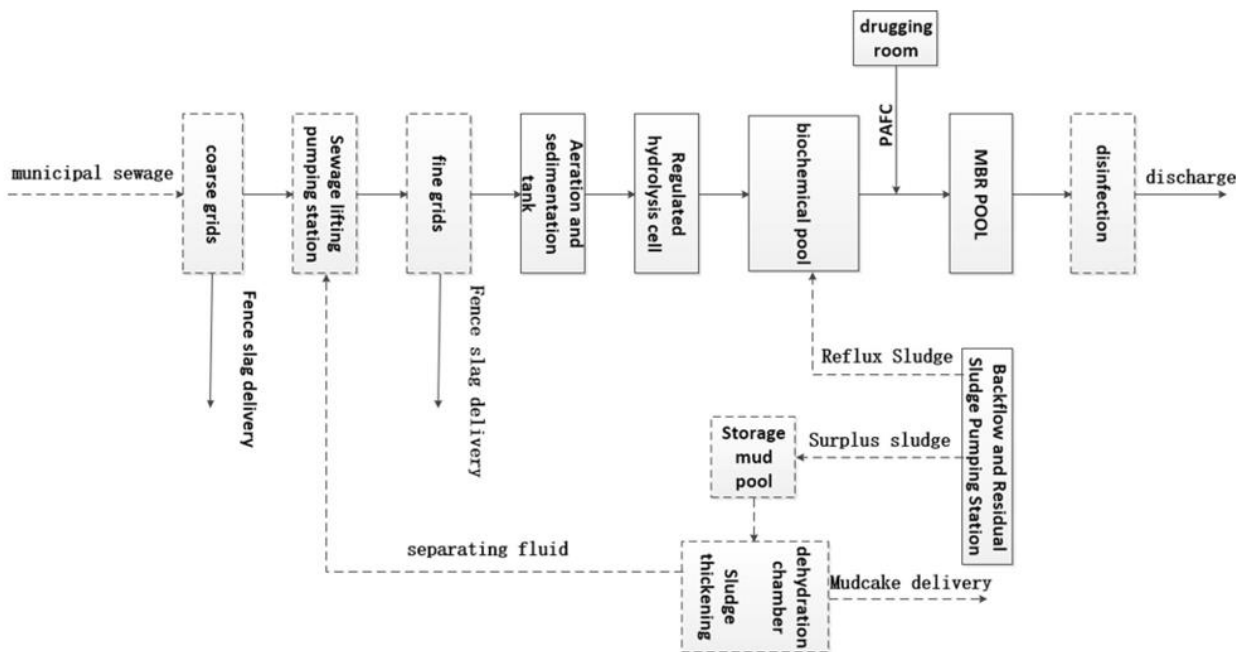 drugging
room
PAFC
municipal sewage
coarse grids
Sewage lifting
pumping station
fine grids
Aeration and
sedimentation
tank
Regulated
hydrolysis cell
biochemical pool
MBR POOL
disinfection
discharge
Fence slag delivery
Fence slag delivery
Reflux Sludge
Backflow and Residual
Sludge Pumping Station
Surplus sludge
Storage
mud
pool
separating fluid
dehydration
chamber
Sludge
thickening
Mudcake delivery